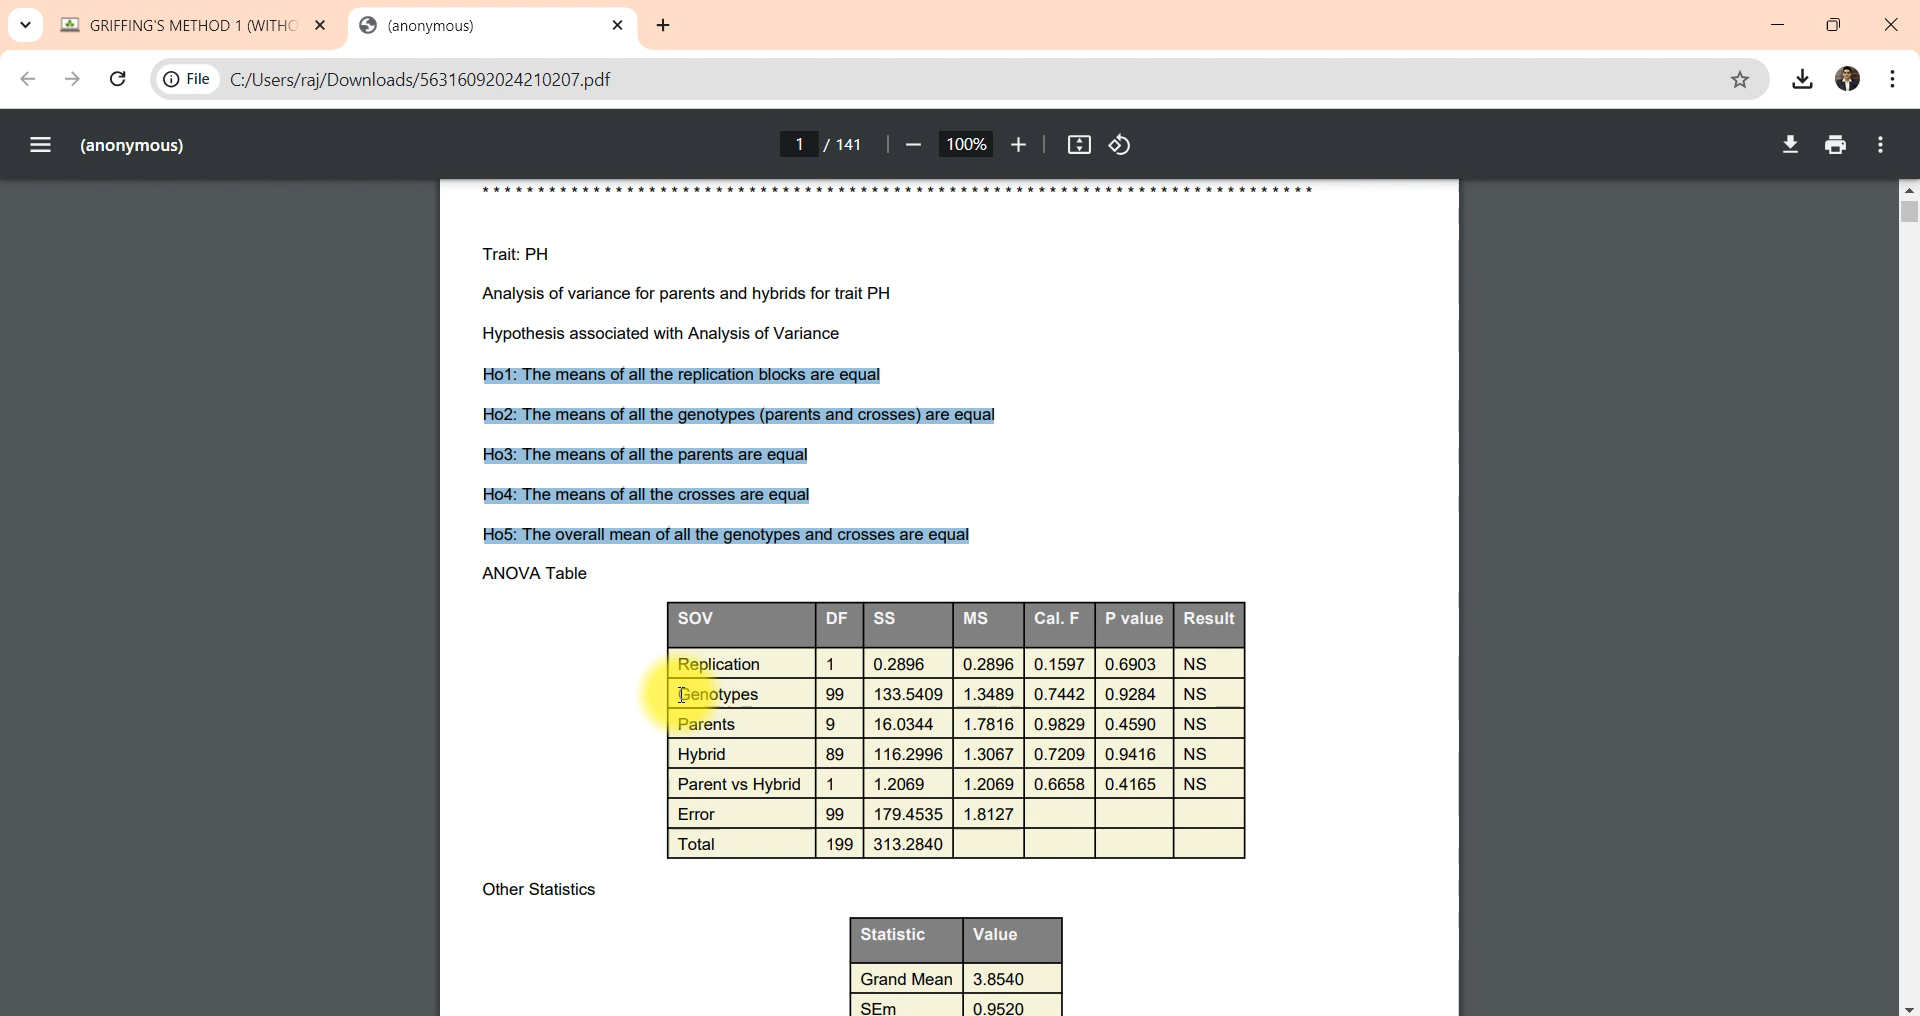 GRIFFING'S METHOD 1 (WITHO
(anonymous)
File
C:/Users/raj/Downloads/56316092024210207.pdf
(anonymous)
1 / 141
100%
********************************************************************************
Trait: PH
Analysis of variance for parents and hybrids for trait PH
Hypothesis associated with Analysis of Variance
Ho1: The means of all the replication blocks are equal
Ho2: The means of all the genotypes (parents and crosses) are equal
Ho3: The means of all the parents are equal
Ho4: The means of all the crosses are equal
Ho5: The overall mean of all the genotypes and crosses are equal
ANOVA Table
SOV DF SS MS Cal. F P value Result
Replication 1 0.2896 0.2896 0.1597 0.6903 NS
Genotypes 99 133.5409 1.3489 0.7442 0.9284 NS
Parents 9 16.0344 1.7816 0.9829 0.4590 NS
Hybrid 89 116.2996 1.3067 0.7209 0.9416 NS
Parent vs Hybrid 1 1.2069 1.2069 0.6658 0.4165 NS
Error 99 179.4535 1.8127
Total 199 313.2840
Other Statistics
Statistic Value
Grand Mean 3.8540
SEm 0.9520